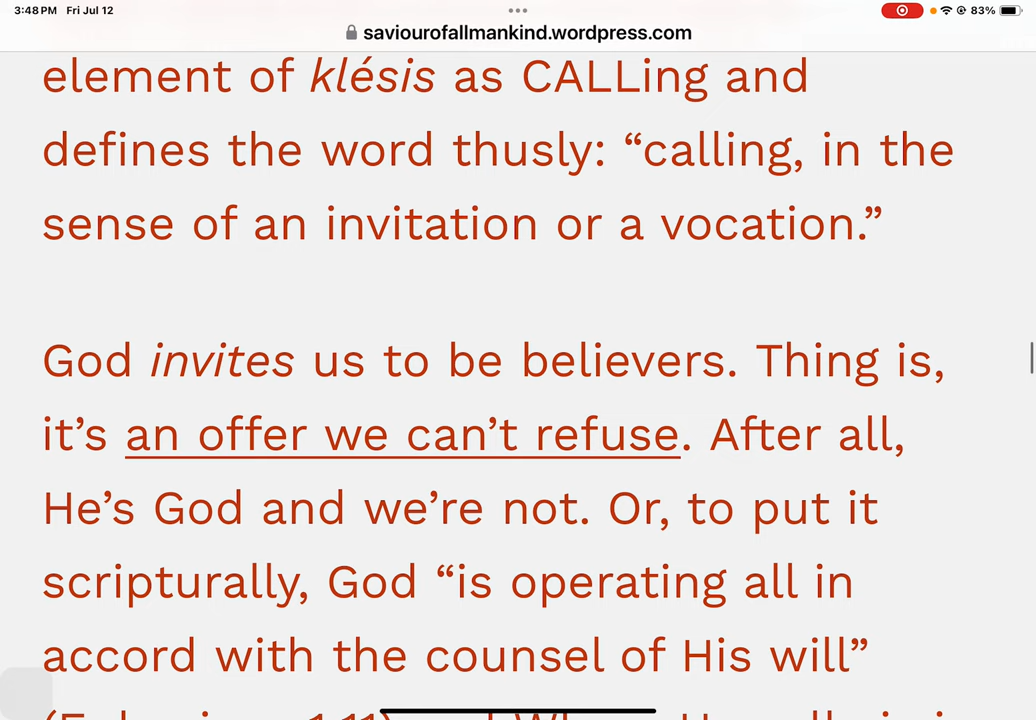 3:48 PM Fri Jul 12
83%
saviourofallmankind.wordpress.com
element of klésis as CALLing and
defines the word thusly: “calling, in the
sense of an invitation or a vocation.”
God invites us to be believers. Thing is,
it’s an offer we can’t refuse. After all,
He’s God and we’re not. Or, to put it
scripturally, God “is operating all in
accord with the counsel of His will”